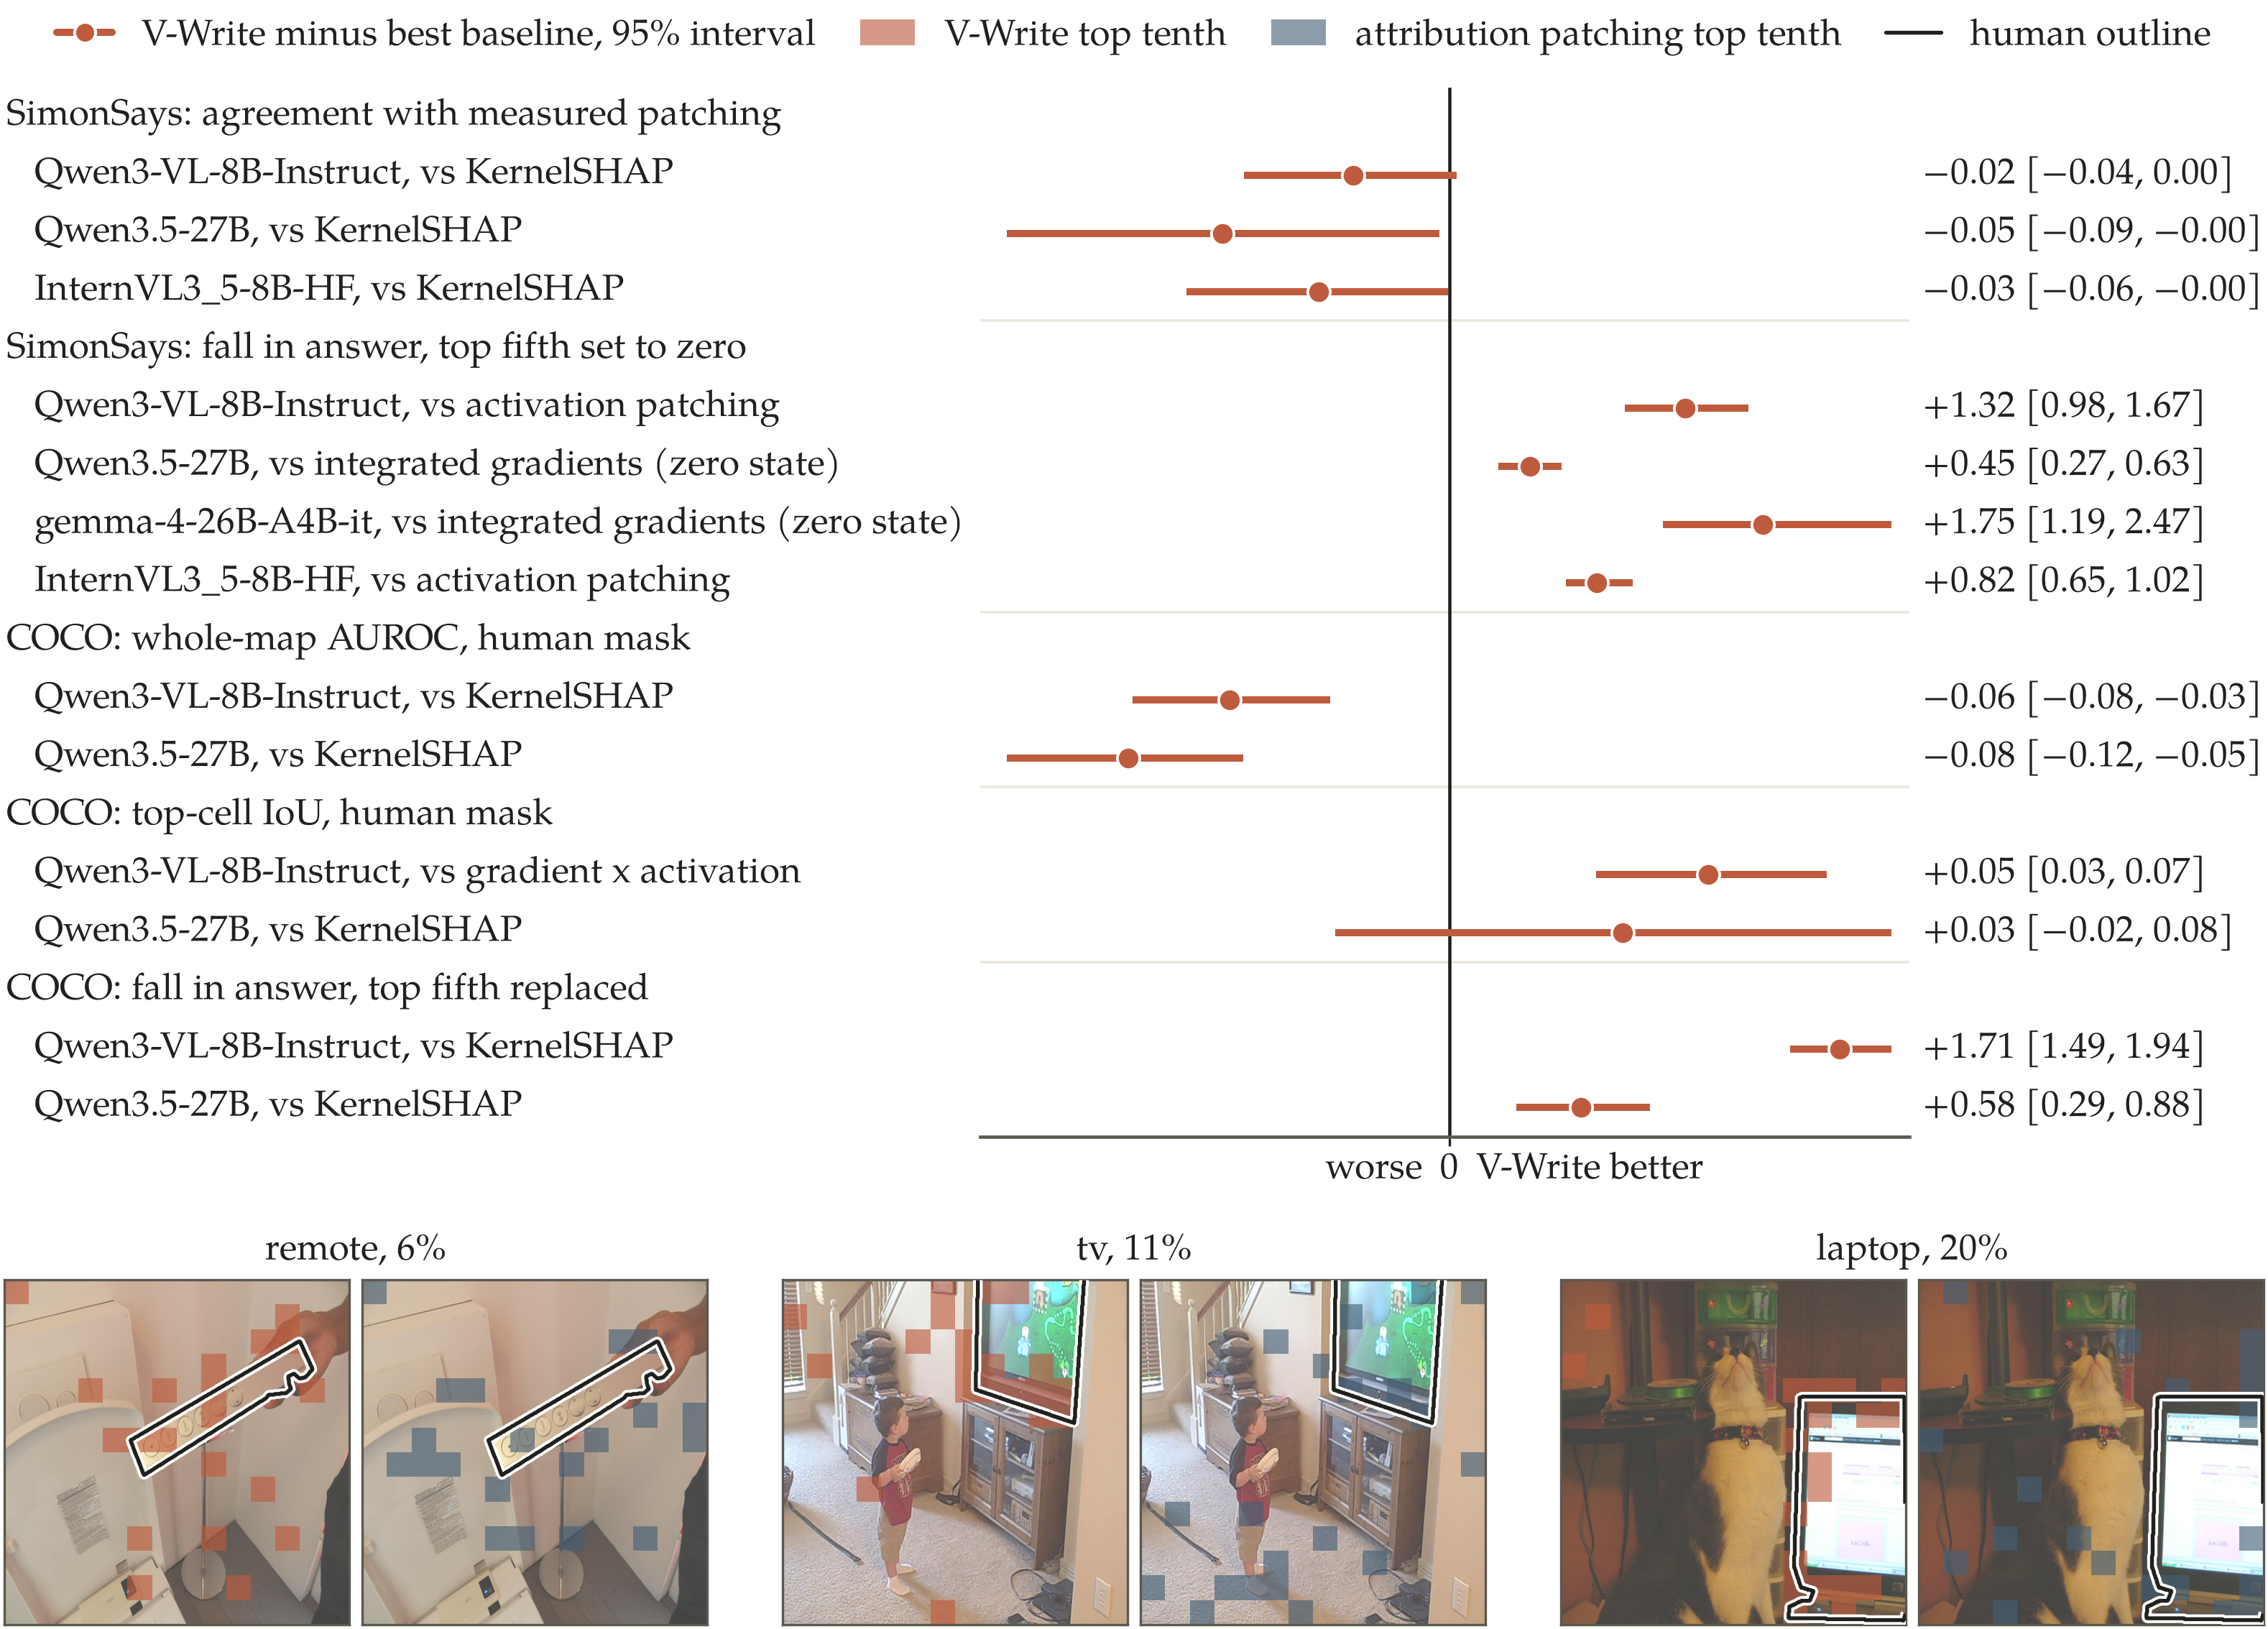 V-Write minus best baseline, 95% interval
V-Write top tenth
attribution patching top tenth
human outline
SimonSays: agreement with measured patching
Qwen3-VL-8B-Instruct, vs KernelSHAP −0.02 [−0.04, 0.00]
Qwen3.5-27B, vs KernelSHAP −0.05 [−0.09, −0.00]
InternVL3_5-8B-HF, vs KernelSHAP −0.03 [−0.06, −0.00]
SimonSays: fall in answer, top fifth set to zero
Qwen3-VL-8B-Instruct, vs activation patching +1.32 [0.98, 1.67]
Qwen3.5-27B, vs integrated gradients (zero state) +0.45 [0.27, 0.63]
gemma-4-26B-A4B-it, vs integrated gradients (zero state) +1.75 [1.19, 2.47]
InternVL3_5-8B-HF, vs activation patching +0.82 [0.65, 1.02]
COCO: whole-map AUROC, human mask
Qwen3-VL-8B-Instruct, vs KernelSHAP −0.06 [−0.08, −0.03]
Qwen3.5-27B, vs KernelSHAP −0.08 [−0.12, −0.05]
COCO: top-cell IoU, human mask
Qwen3-VL-8B-Instruct, vs gradient x activation +0.05 [0.03, 0.07]
Qwen3.5-27B, vs KernelSHAP +0.03 [−0.02, 0.08]
COCO: fall in answer, top fifth replaced
Qwen3-VL-8B-Instruct, vs KernelSHAP +1.71 [1.49, 1.94]
Qwen3.5-27B, vs KernelSHAP +0.58 [0.29, 0.88]
worse 0 V-Write better
remote, 6%
tv, 11%
laptop, 20%